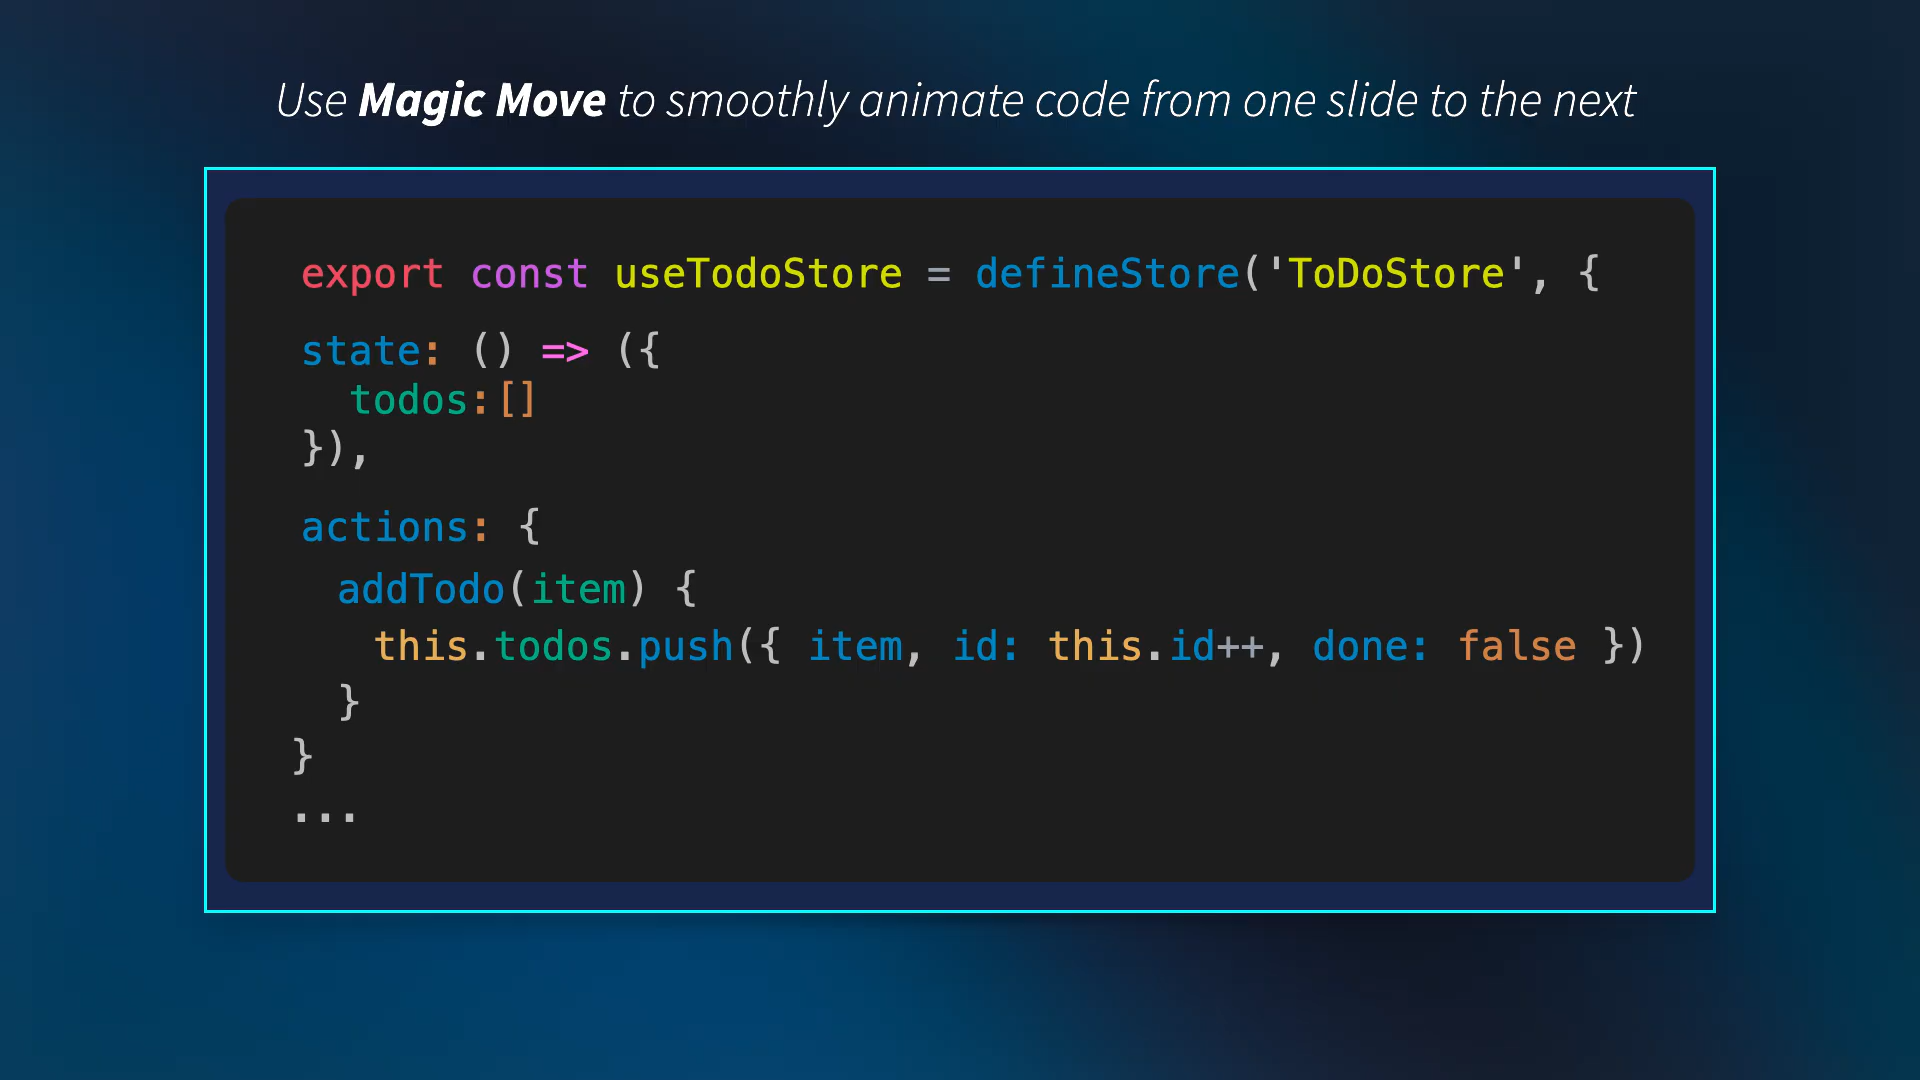 Use Magic Move to smoothly animate code from one slide to the next
export const useTodoStore = defineStore('ToDoStore', {
state: () => ({
  todos:[]
}),
actions: {
  addTodo(item) {
    this.todos.push({ item, id: this.id++, done: false })
  }
}
...